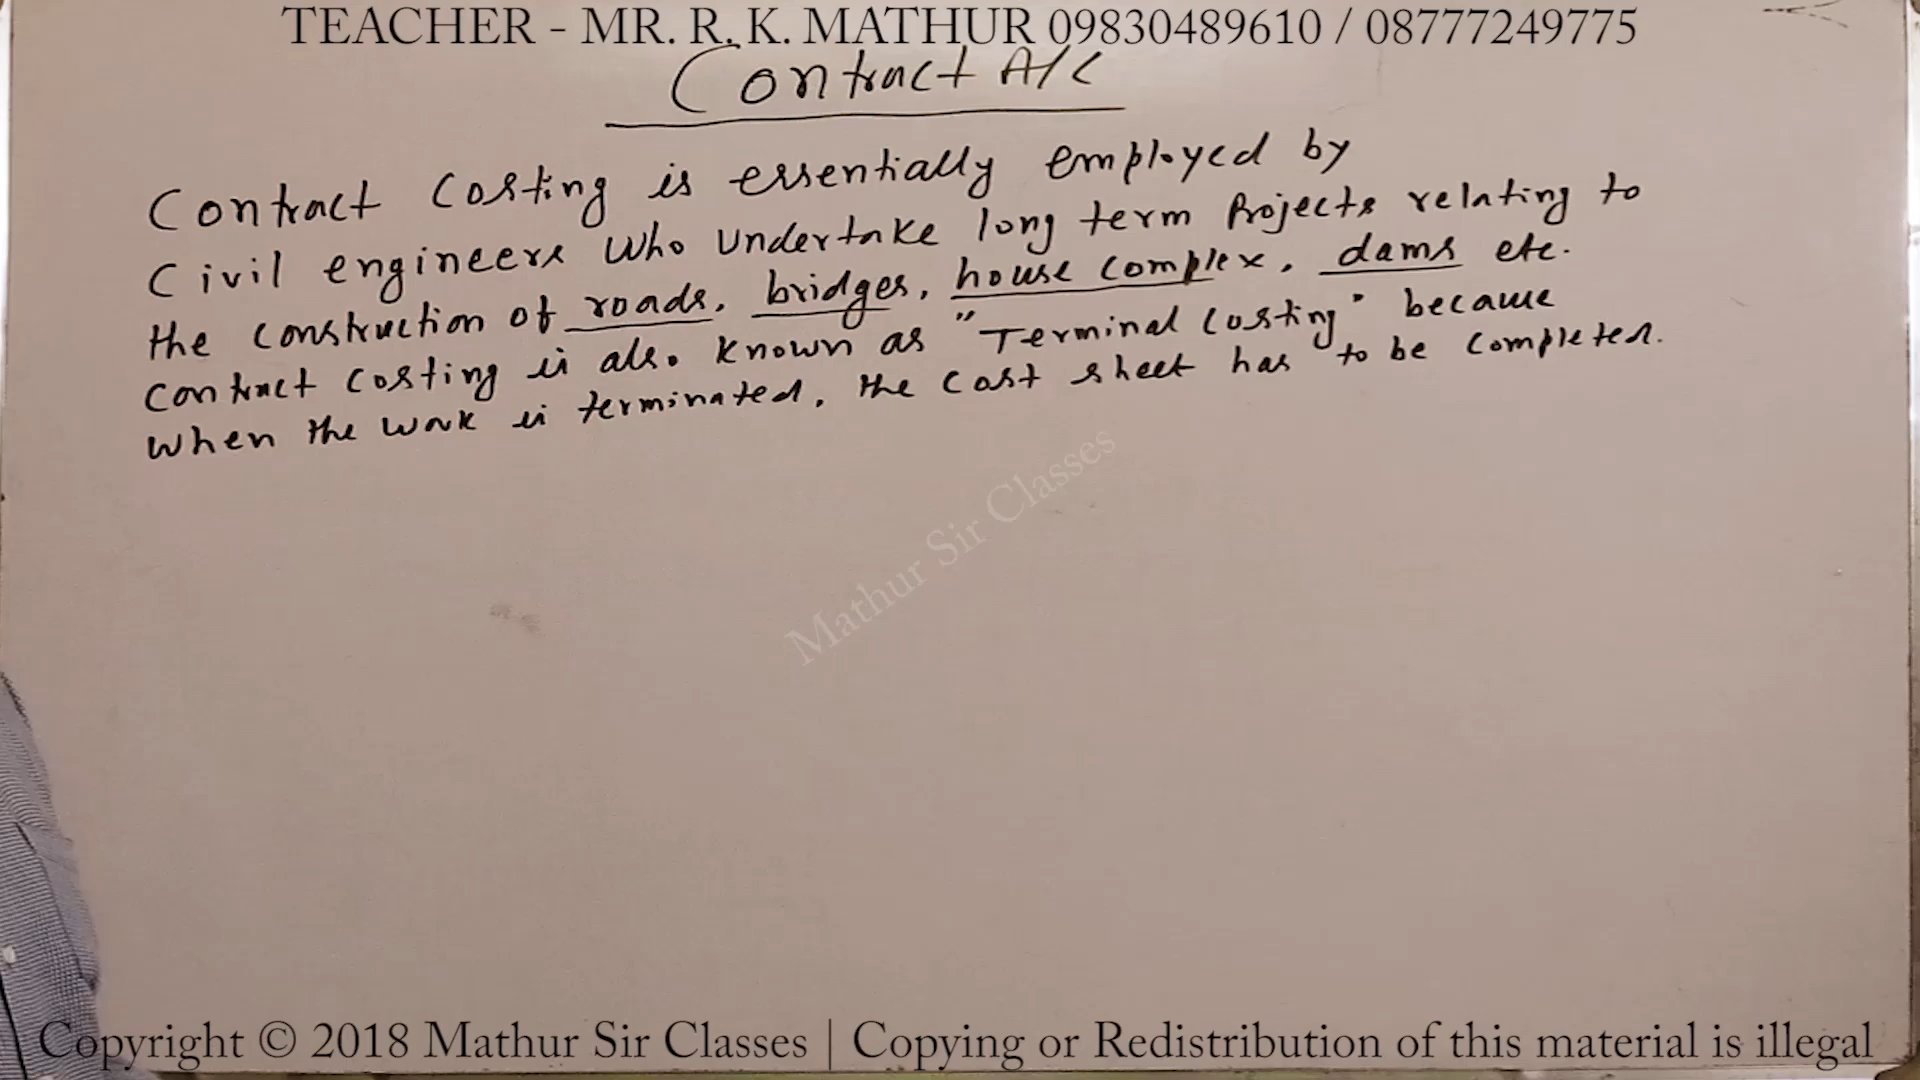 TEACHER - MR. R. K. MATHUR 09830489610 / 08777249775
Contract A/C
Contract Costing is essentially employed by
Civil engineers who undertake long term Projects relating to
the construction of roads, bridges, house complex, dams etc.
Contract costing is also known as "Terminal Costing" because
when the work is terminated, the cost sheet has to be completed.
Mathur Sir Classes
Copyright © 2018 Mathur Sir Classes | Copying or Redistribution of this material is illegal